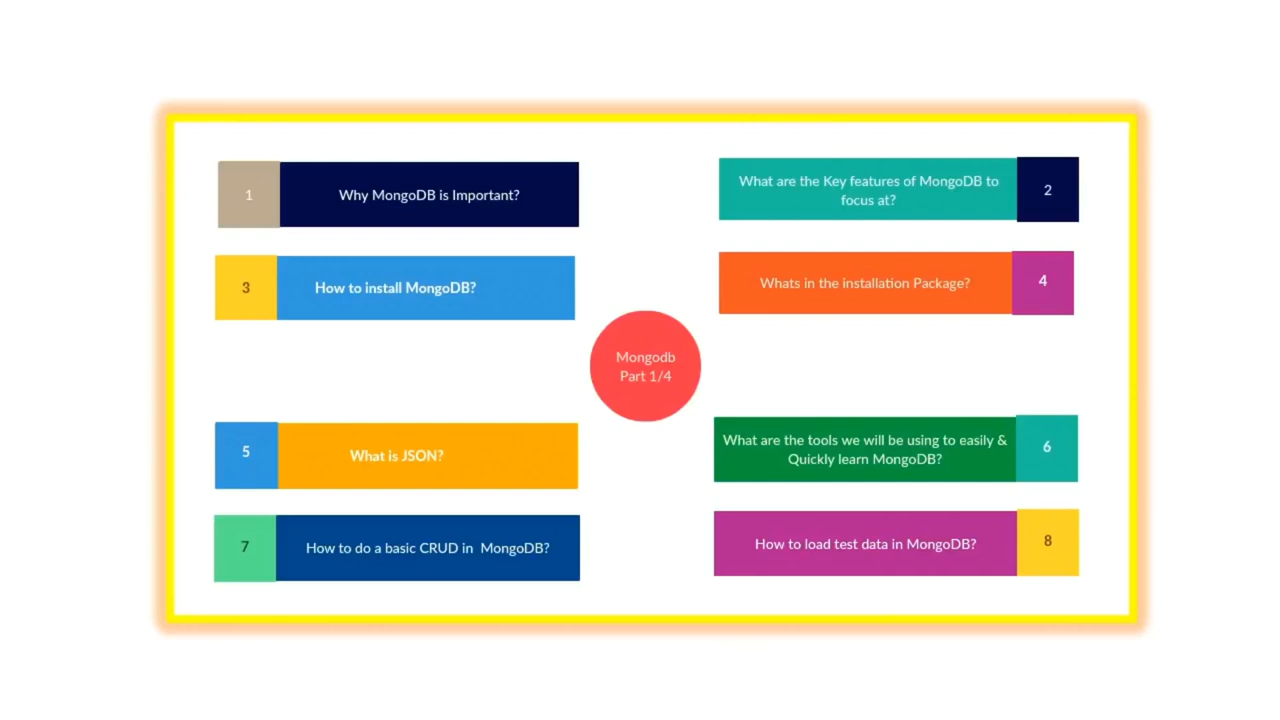 1
Why MongoDB is Important?
What are the Key features of MongoDB to
focus at?
2
3
How to install MongoDB?
Whats in the installation Package?
4
Mongodb
Part 1/4
5
What is JSON?
What are the tools we will be using to easily &
Quickly learn MongoDB?
6
7
How to do a basic CRUD in  MongoDB?
How to load test data in MongoDB?
8